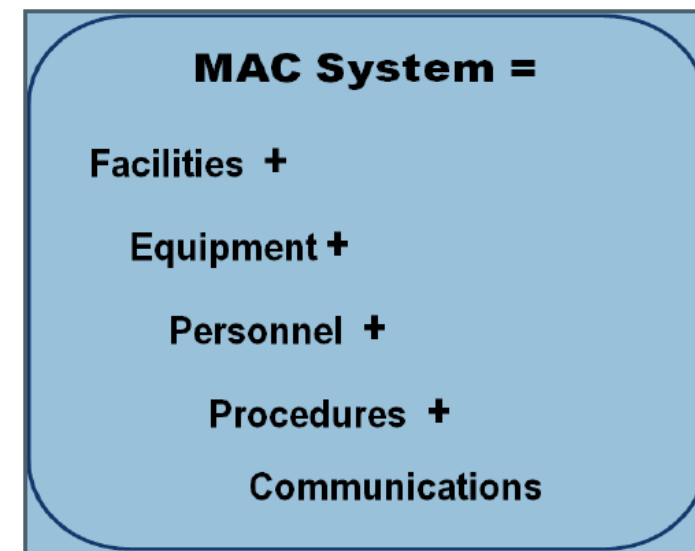 MAC System =
Facilities +
Equipment +
Personnel +
Procedures +
Communications